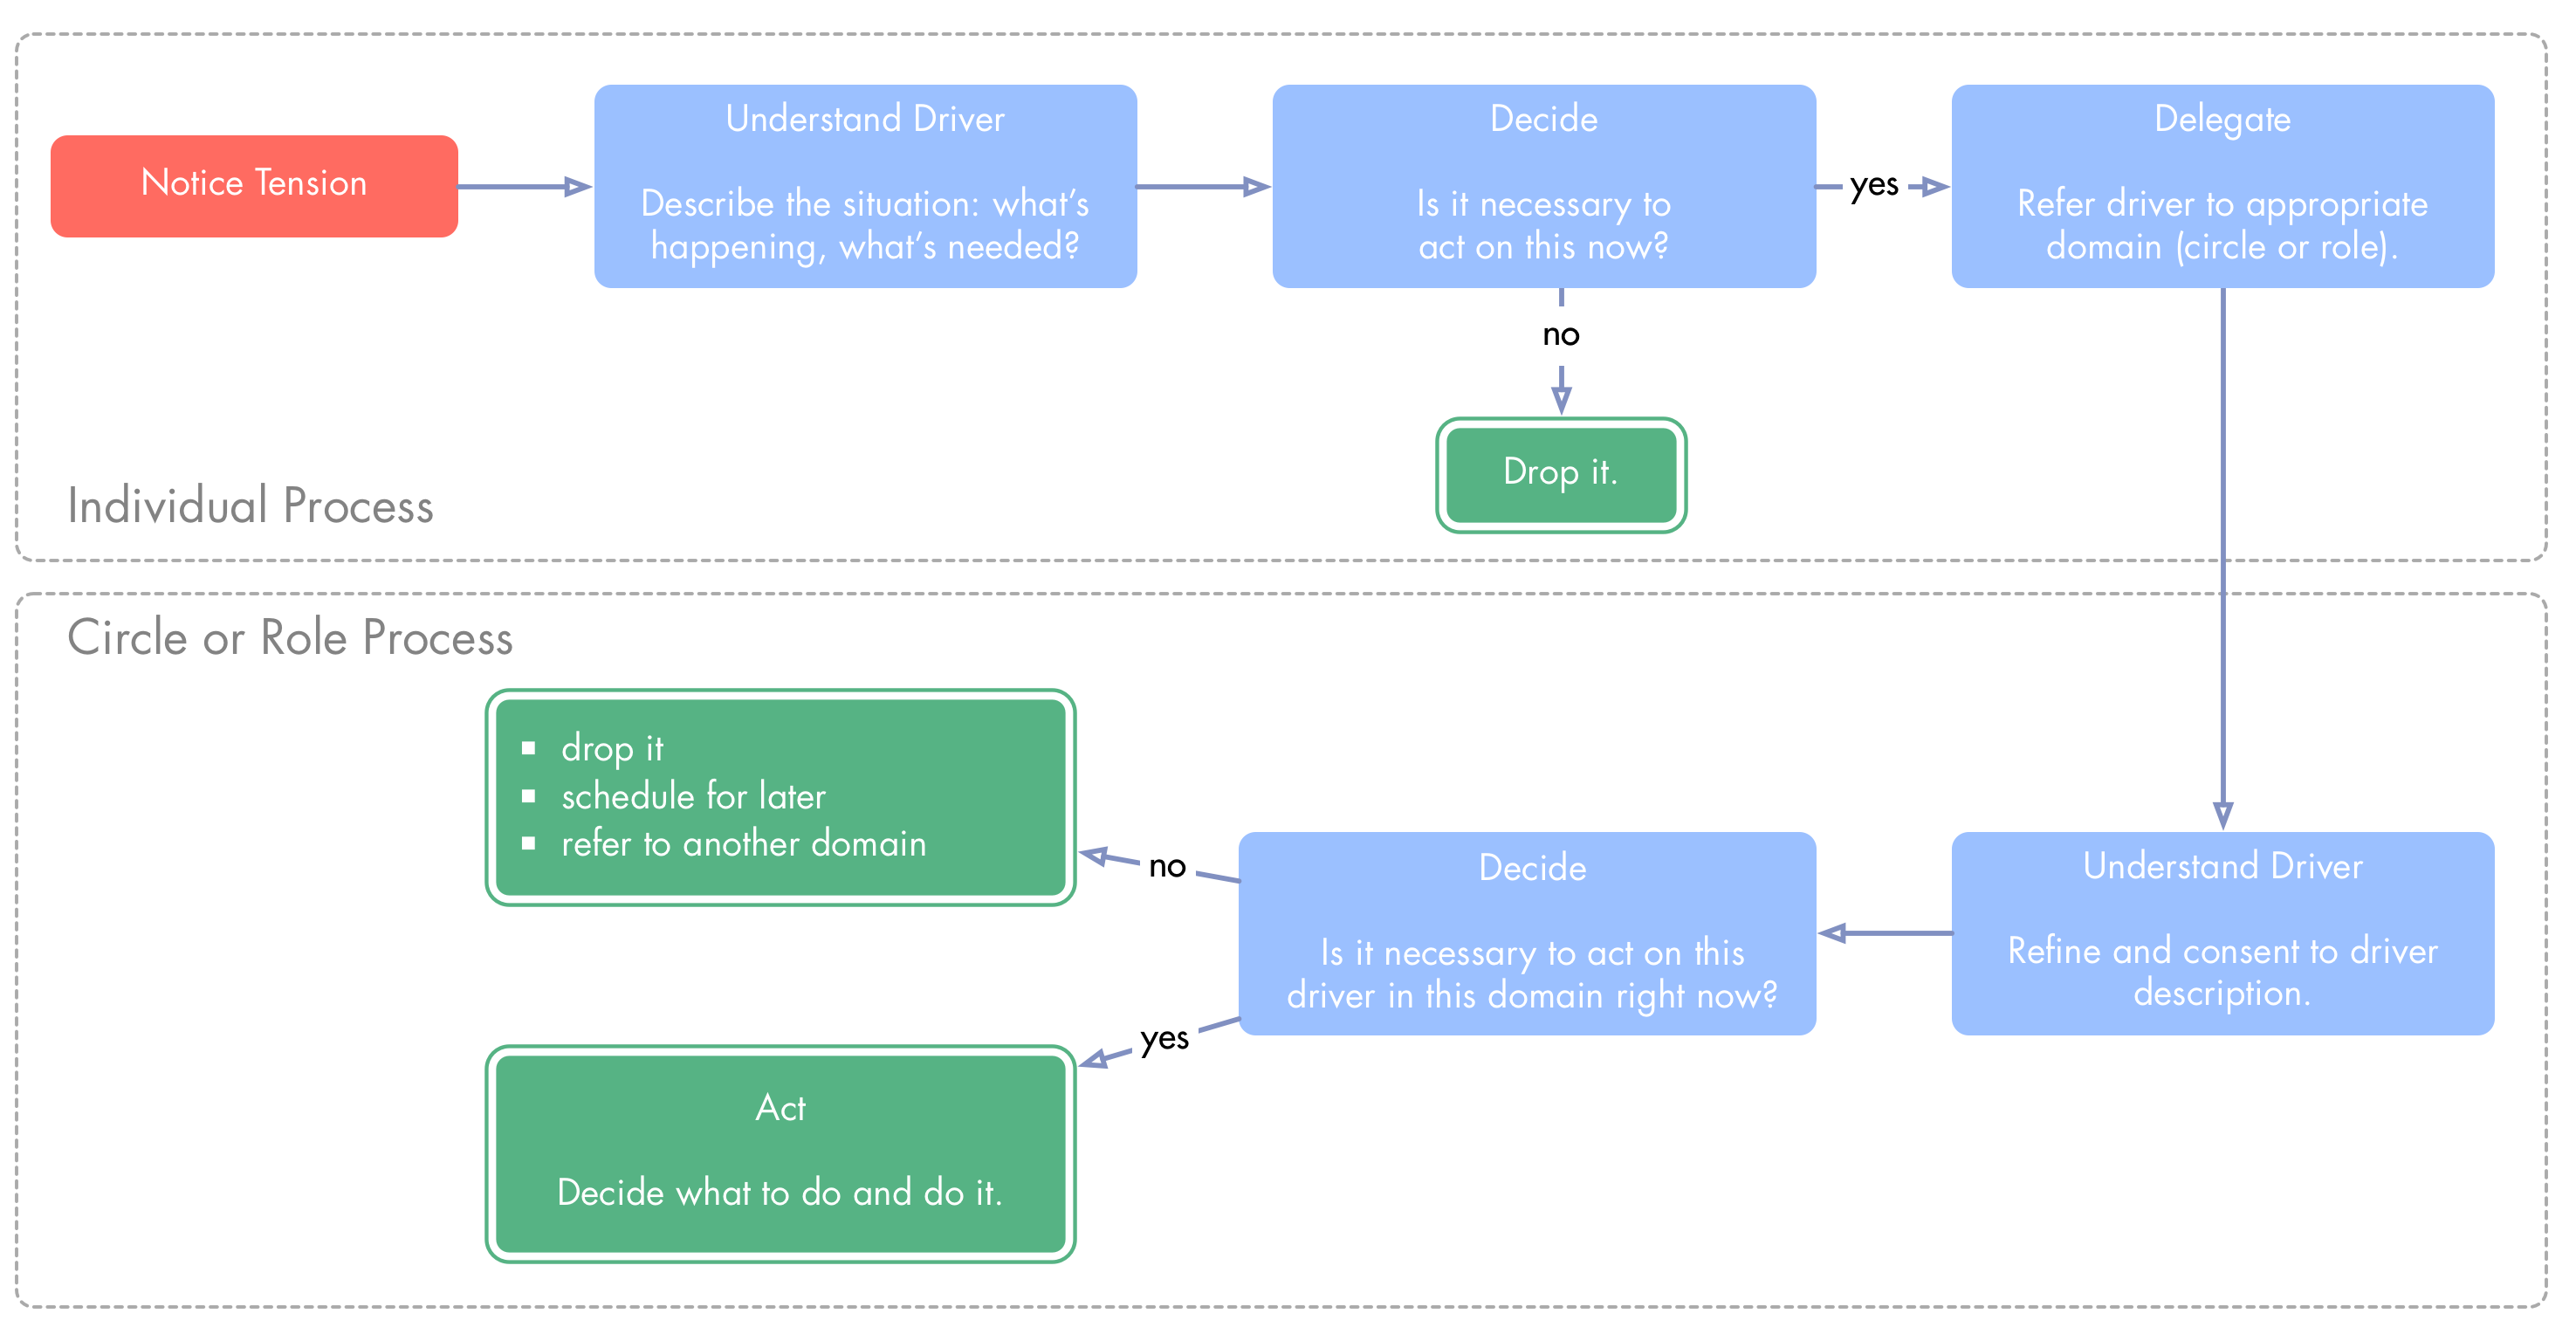 Notice Tension
Understand Driver
Describe the situation: what’s
happening, what’s needed?
Decide
Is it necessary to
act on this now?
yes
Delegate
Refer driver to appropriate
domain (circle or role).
no
Drop it.
Individual Process
Circle or Role Process
Understand Driver
Refine and consent to driver
description.
Decide
Is it necessary to act on this
driver in this domain right now?
no
▪ drop it
▪ schedule for later
▪ refer to another domain
yes
Act
Decide what to do and do it.